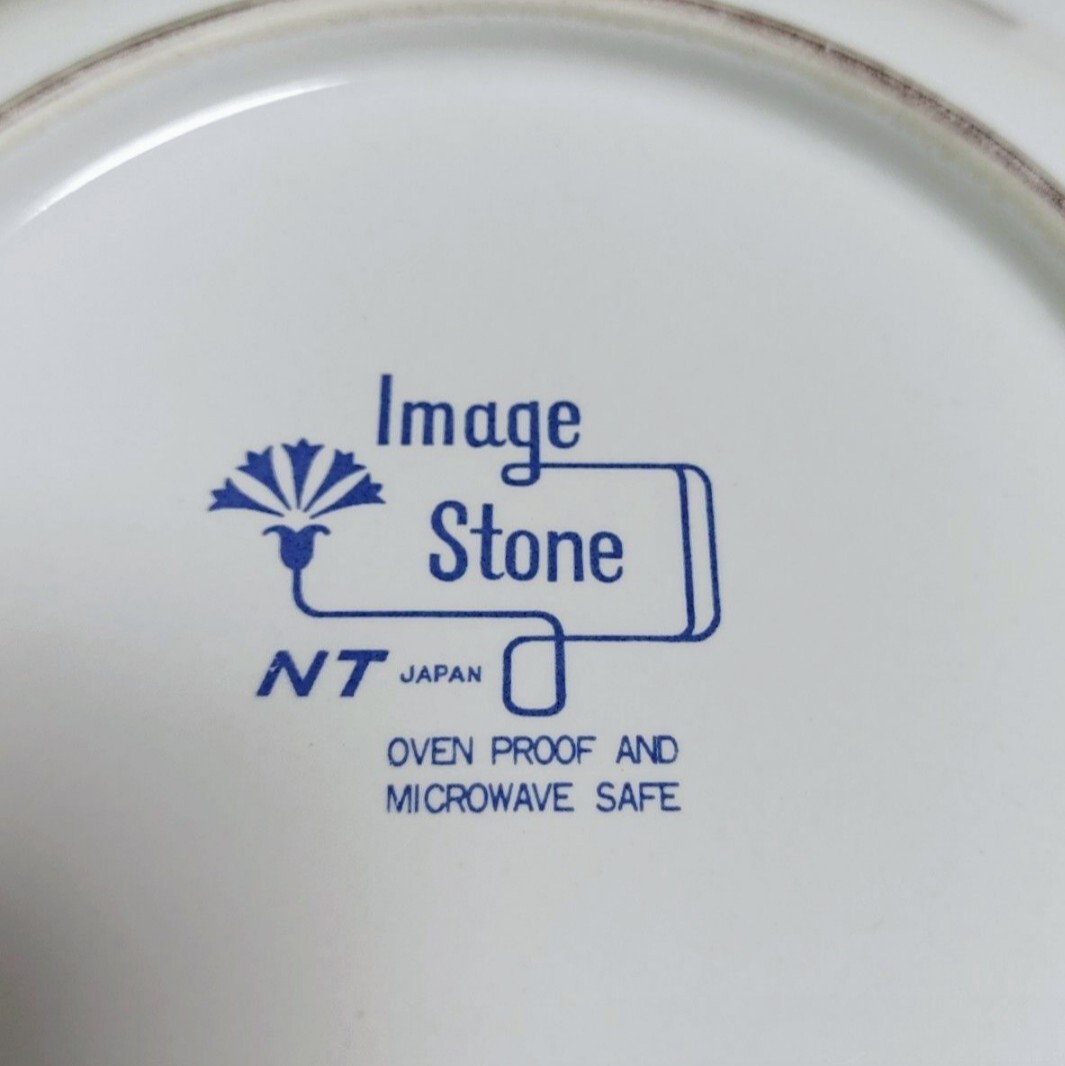 Image
Stone
NT JAPAN
OVEN PROOF AND
MICROWAVE SAFE